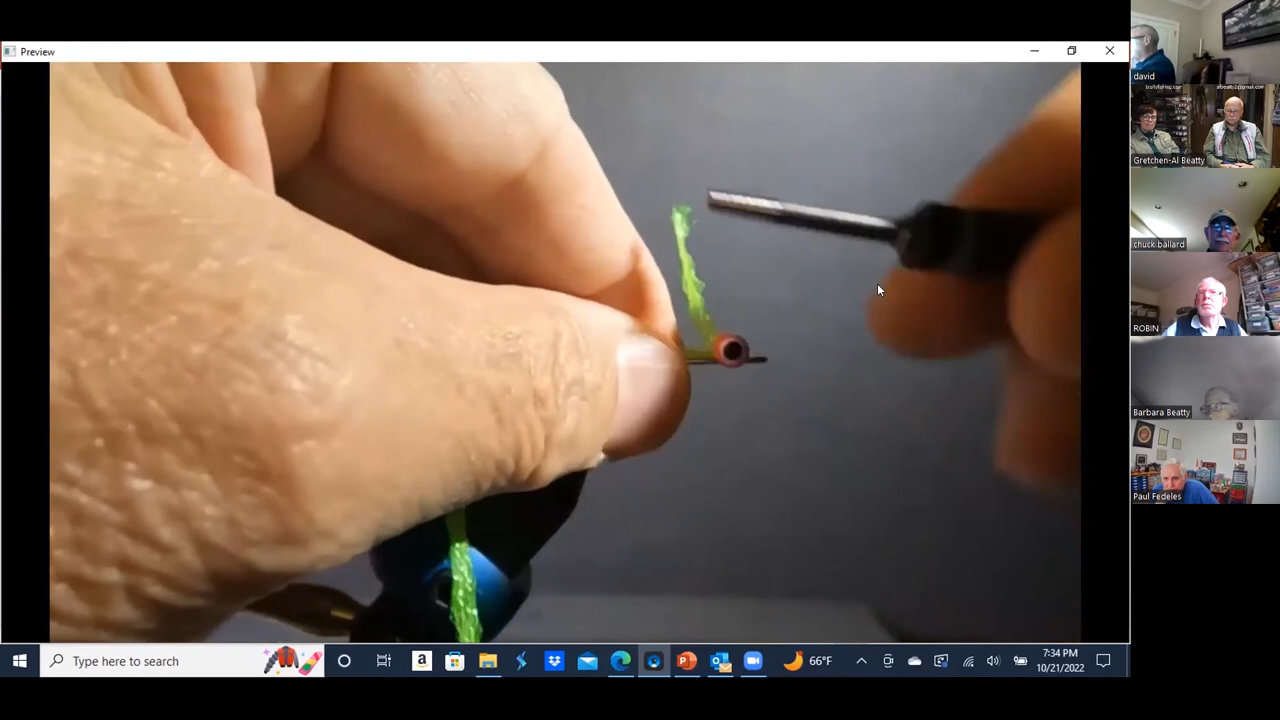 Preview
david
Gretchen-Al Beatty
chuck ballard
ROBIN
Barbara Beatty
Paul Fedeles
Type here to search
a
66°F
7:34 PM
10/21/2022